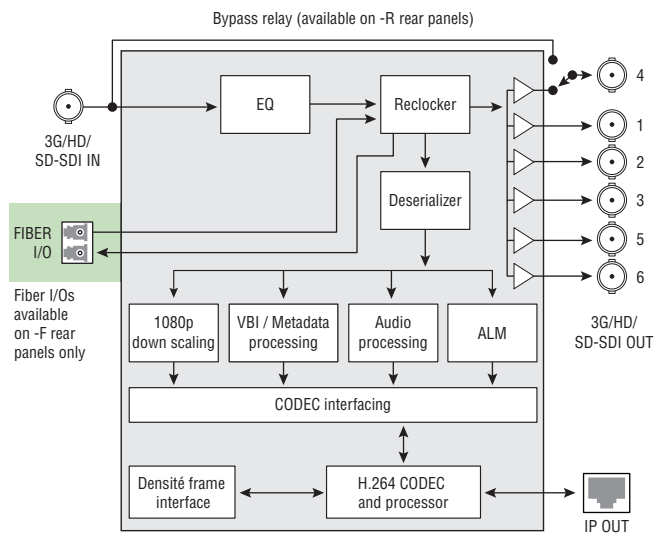 Bypass relay (available on -R rear panels)
EQ
Reclocker
4
1
2
3
5
6
3G/HD/
SD-SDI IN
Deserializer
FIBER
I/O
Fiber I/Os
available
on -F rear
panels only
1080p
down scaling
VBI / Metadata
processing
Audio
processing
ALM
3G/HD/
SD-SDI OUT
CODEC interfacing
Densité frame
interface
H.264 CODEC
and processor
IP OUT